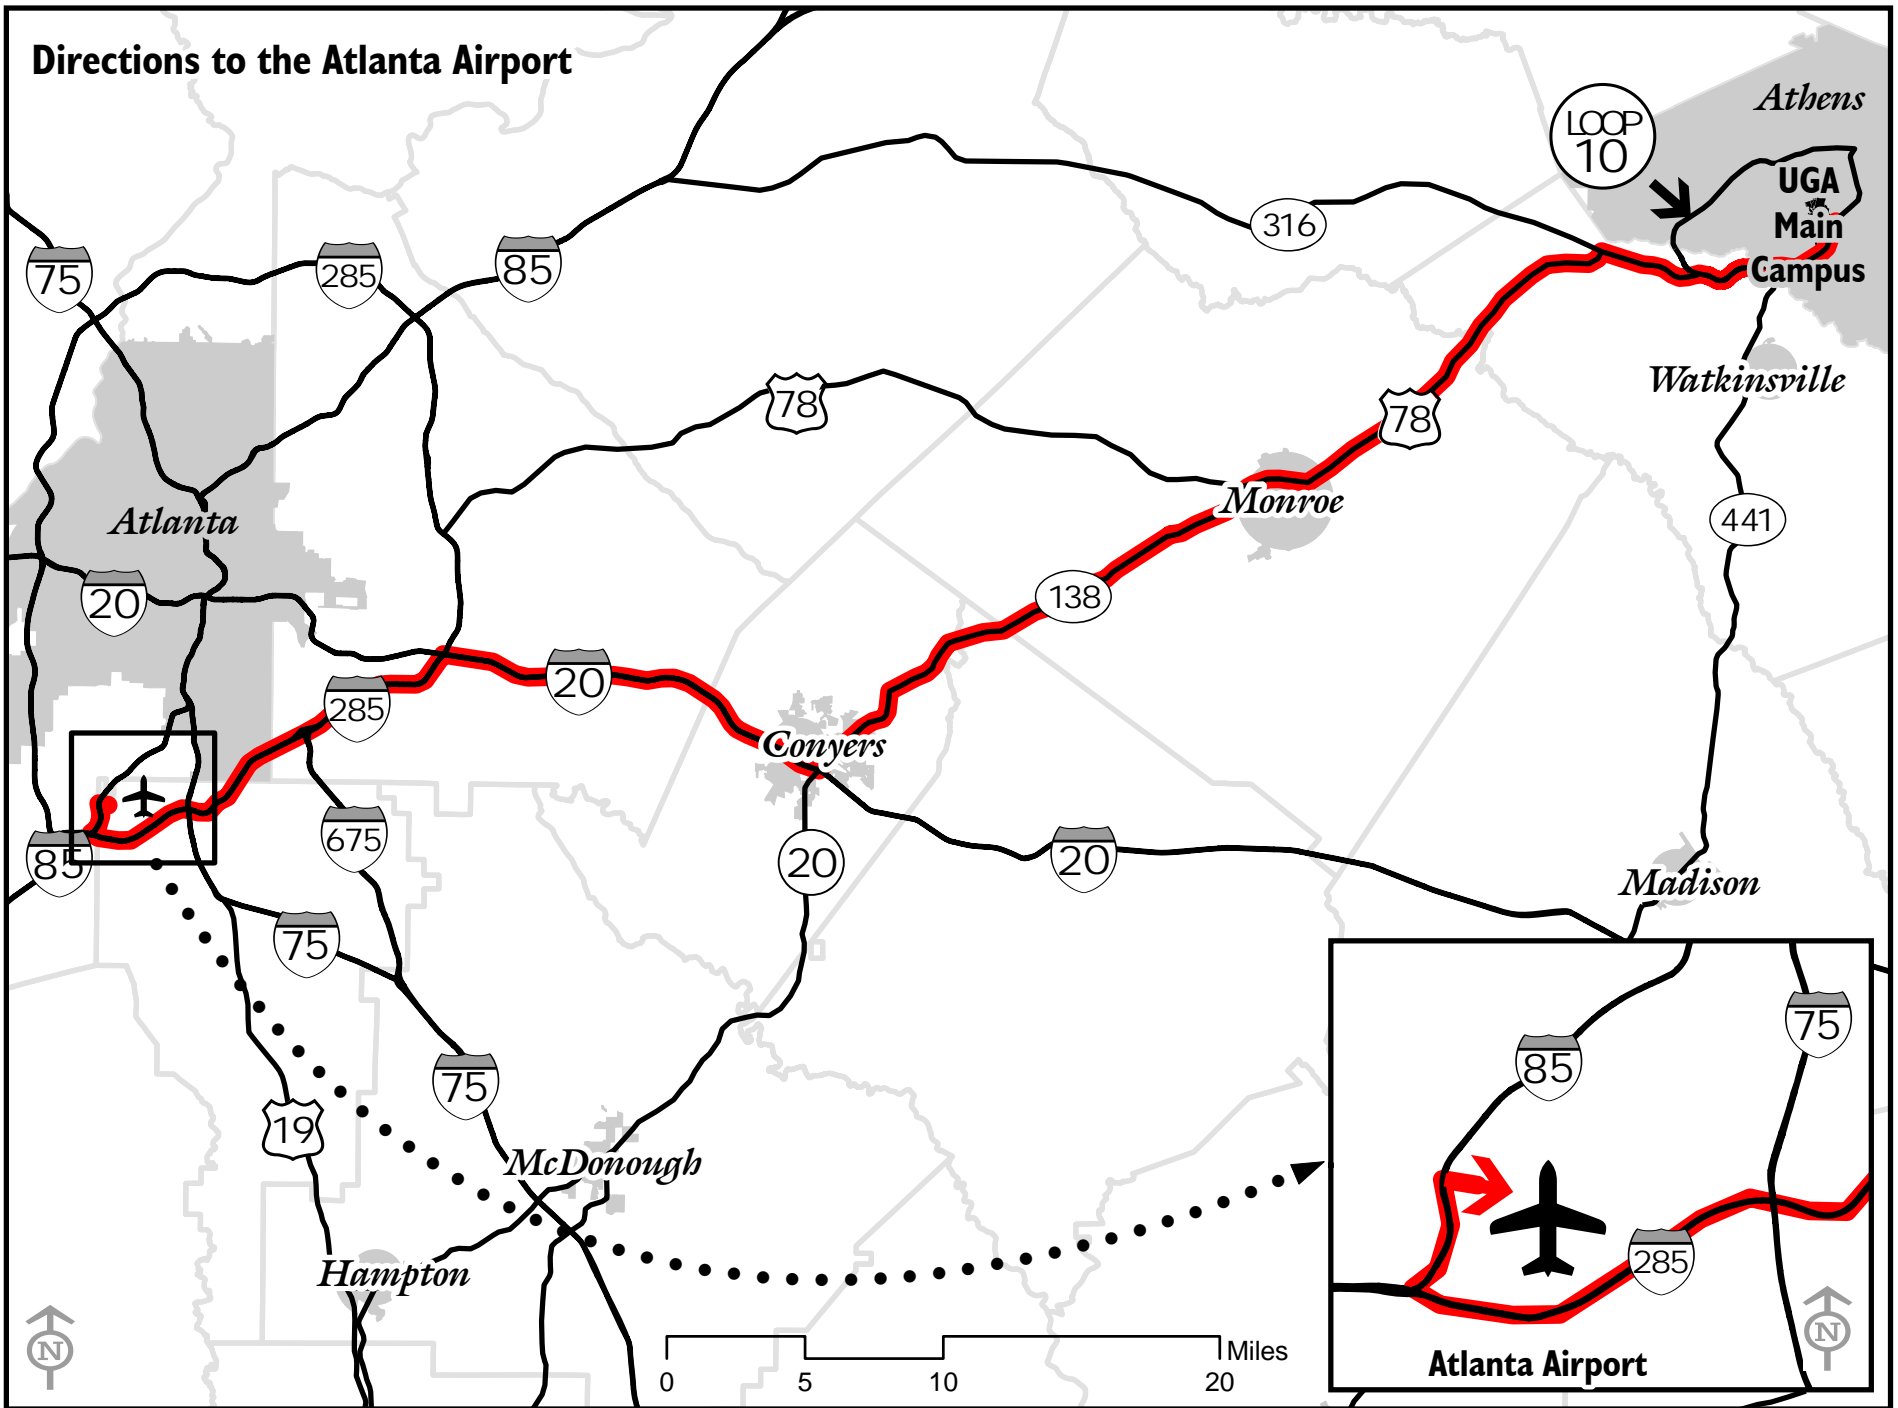 Directions to the Atlanta Airport
Athens
LOOP
10
UGA
Main
Campus
316
75
285
85
Watkinsville
78
78
Monroe
441
Atlanta
20
138
20
285
Conyers
675
85
20
20
Madison
75
75
19
McDonough
Hampton
N
0
5
10
20
Miles
85
75
285
Atlanta Airport
N